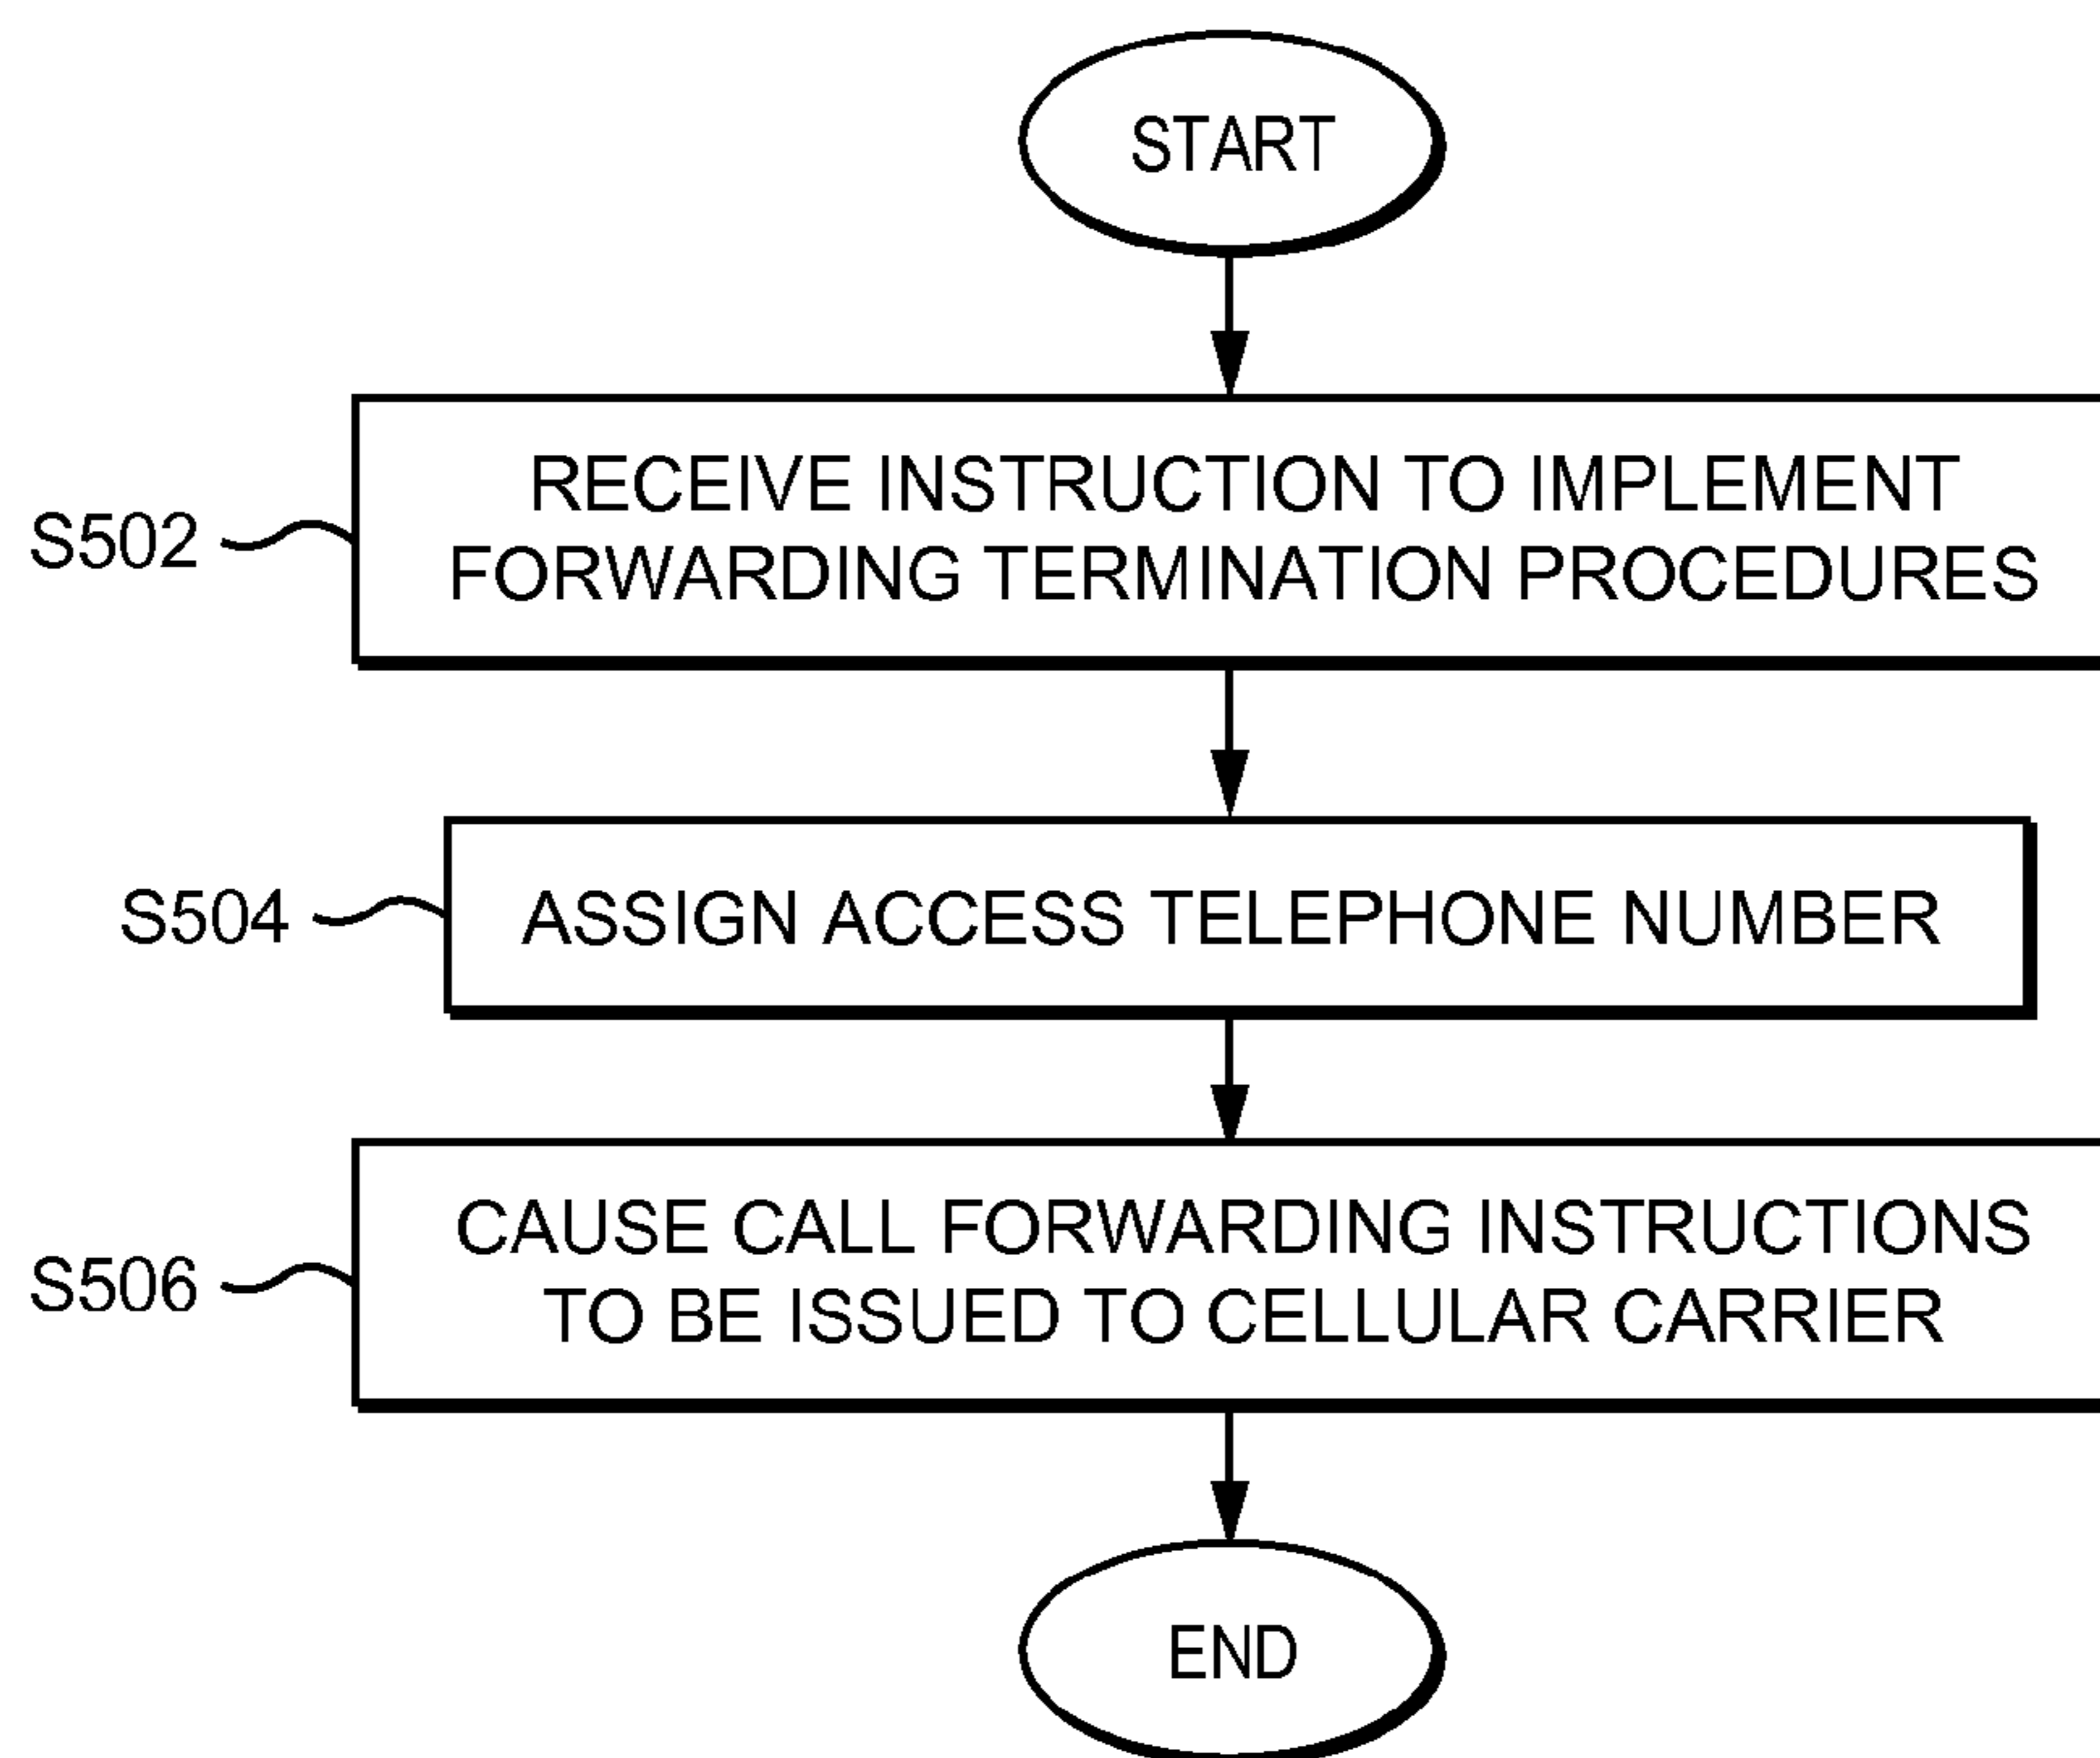 START
RECEIVE INSTRUCTION TO IMPLEMENT
FORWARDING TERMINATION PROCEDURES
S502
ASSIGN ACCESS TELEPHONE NUMBER
S504
CAUSE CALL FORWARDING INSTRUCTIONS
TO BE ISSUED TO CELLULAR CARRIER
S506
END